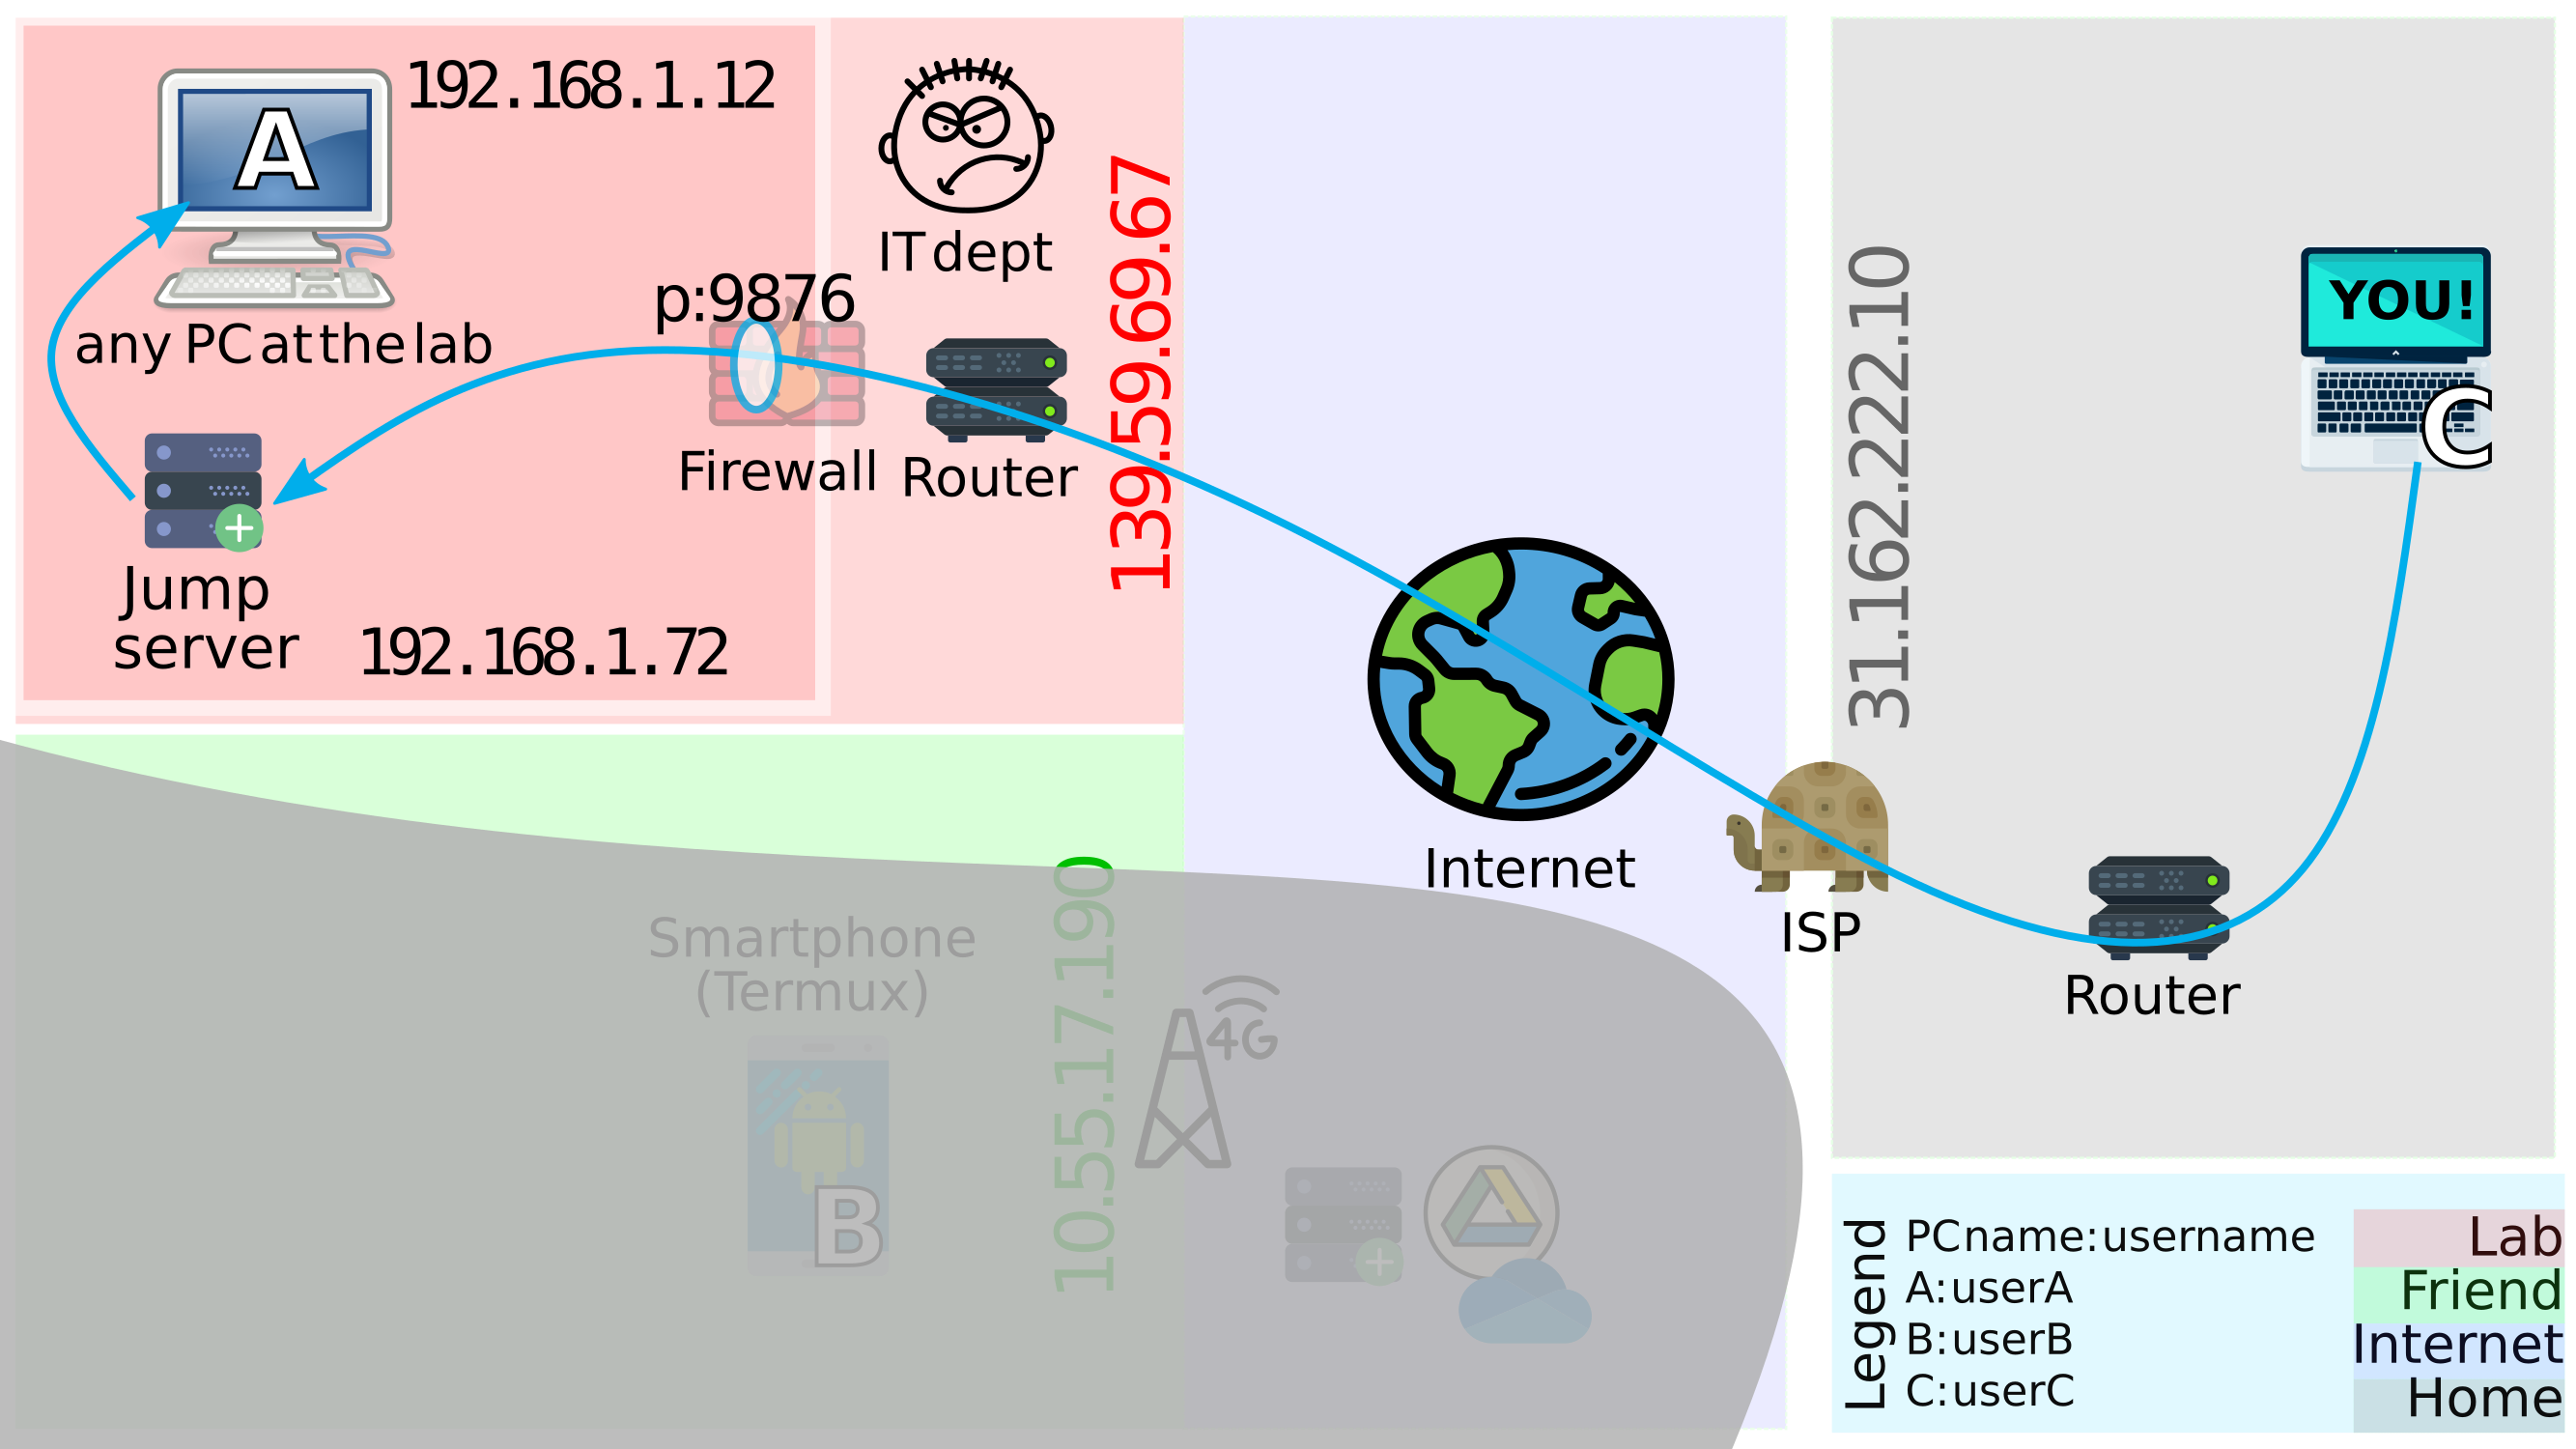 192.168.1.12
A
any PC at the lab
p:9876
IT dept
139.59.69.67
Firewall
Router
Jump
server
192.168.1.72
Internet
ISP
31.162.222.10
YOU!
C
Router
Smartphone
(Termux)
B
10.55.17.190
4G
Legend
PCname:username
A:userA
B:userB
C:userC
Lab
Friend
Internet
Home